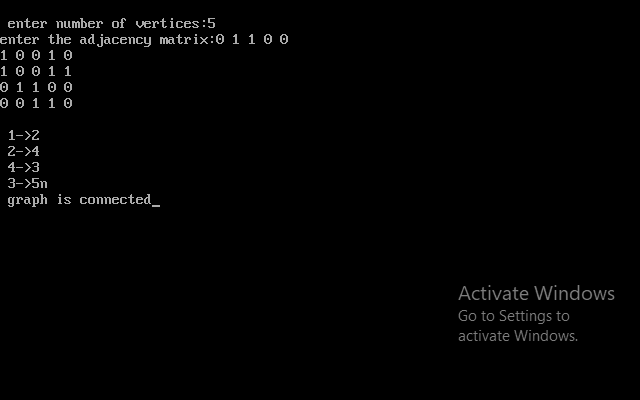 enter number of vertices:5
enter the adjacency matrix:0 1 1 0 0
1 0 0 1 0
1 0 0 1 1
0 1 1 0 0
0 0 1 1 0
1->2
2->4
4->3
3->5n
graph is connected_
Activate Windows
Go to Settings to
activate Windows.